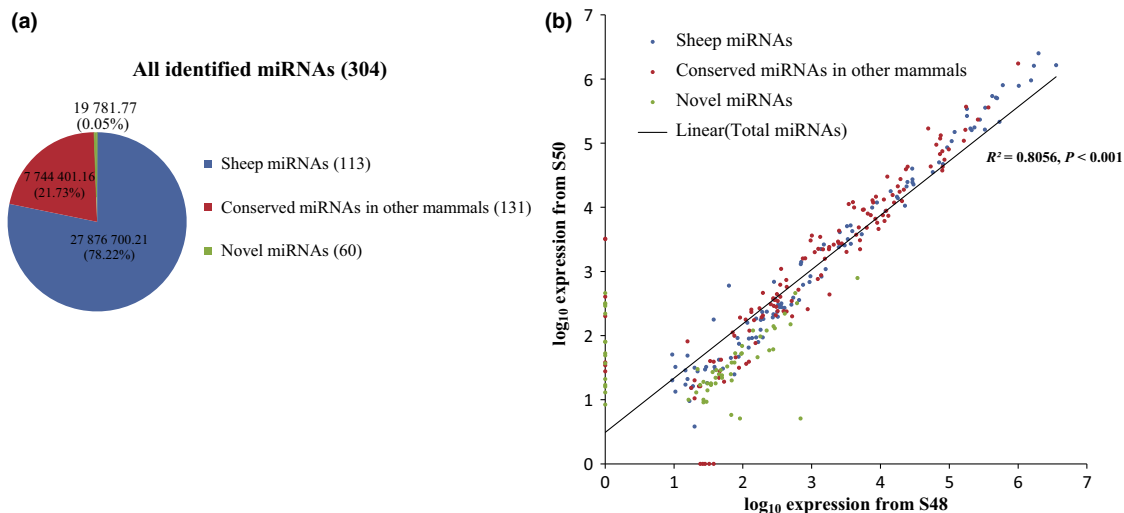 (a)
All identified miRNAs (304)
19 781.77
(0.05%)
7 744 401.16
(21.73%)
27 876 700.21
(78.22%)
Sheep miRNAs (113)
Conserved miRNAs in other mammals (131)
Novel miRNAs (60)
(b)
7
6
5
4
3
2
1
0
log10 expression from S50
Sheep miRNAs
Conserved miRNAs in other mammals
Novel miRNAs
Linear(Total miRNAs)
R² = 0.8056, P < 0.001
0 1 2 3 4 5 6 7
log10 expression from S48